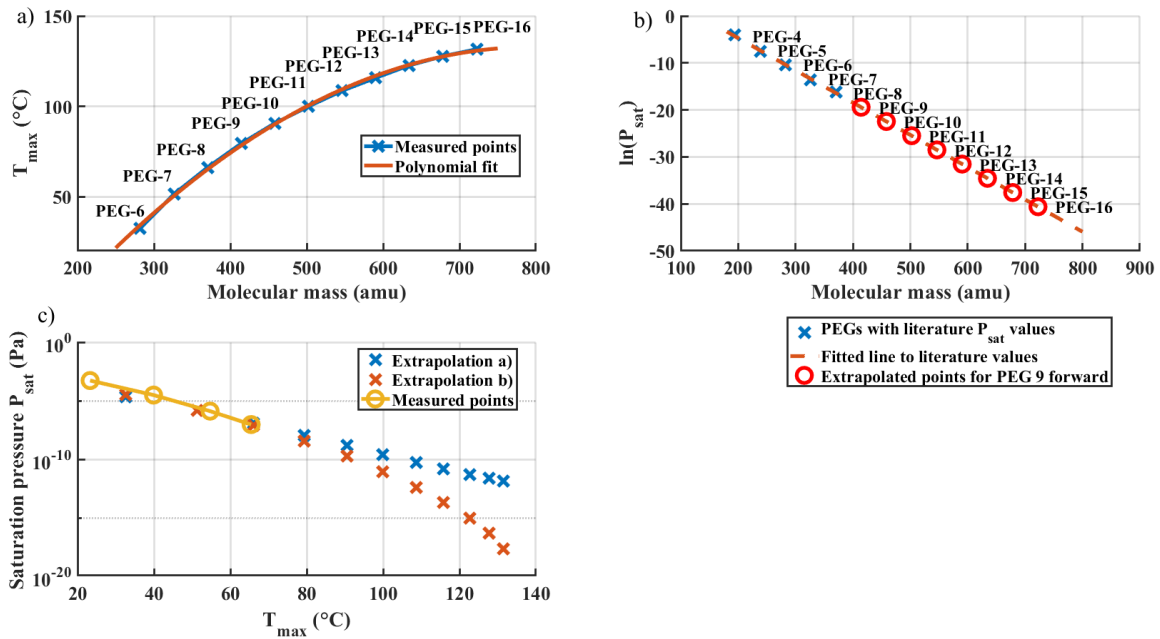 a)
150
100
50
T_max (°C)
PEG-6
PEG-7
PEG-8
PEG-9
PEG-10
PEG-11
PEG-12
PEG-13
PEG-14
PEG-15
PEG-16
Measured points
Polynomial fit
200 300 400 500 600 700 800
Molecular mass (amu)
b)
0
-10
-20
-30
-40
-50
ln(P_sat)
PEG-4
PEG-5
PEG-6
PEG-7
PEG-8
PEG-9
PEG-10
PEG-11
PEG-12
PEG-13
PEG-14
PEG-15
PEG-16
100 200 300 400 500 600 700 800 900
Molecular mass (amu)
PEGs with literature P_sat values
Fitted line to literature values
Extrapolated points for PEG 9 forward
c)
10^0
10^-10
10^-20
Saturation pressure P_sat (Pa)
Extrapolation a)
Extrapolation b)
Measured points
20 40 60 80 100 120 140
T_max (°C)